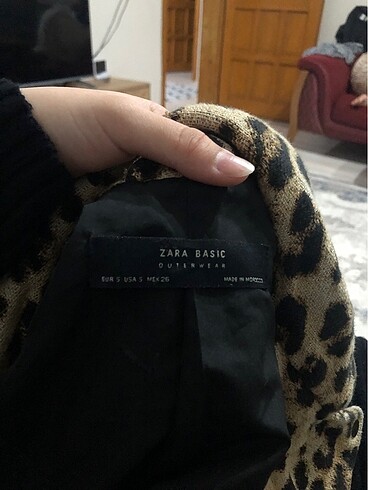 ZARA BASIC
OUTERWEAR
EUR S USA S MEX 26 MADE IN MOROCCO